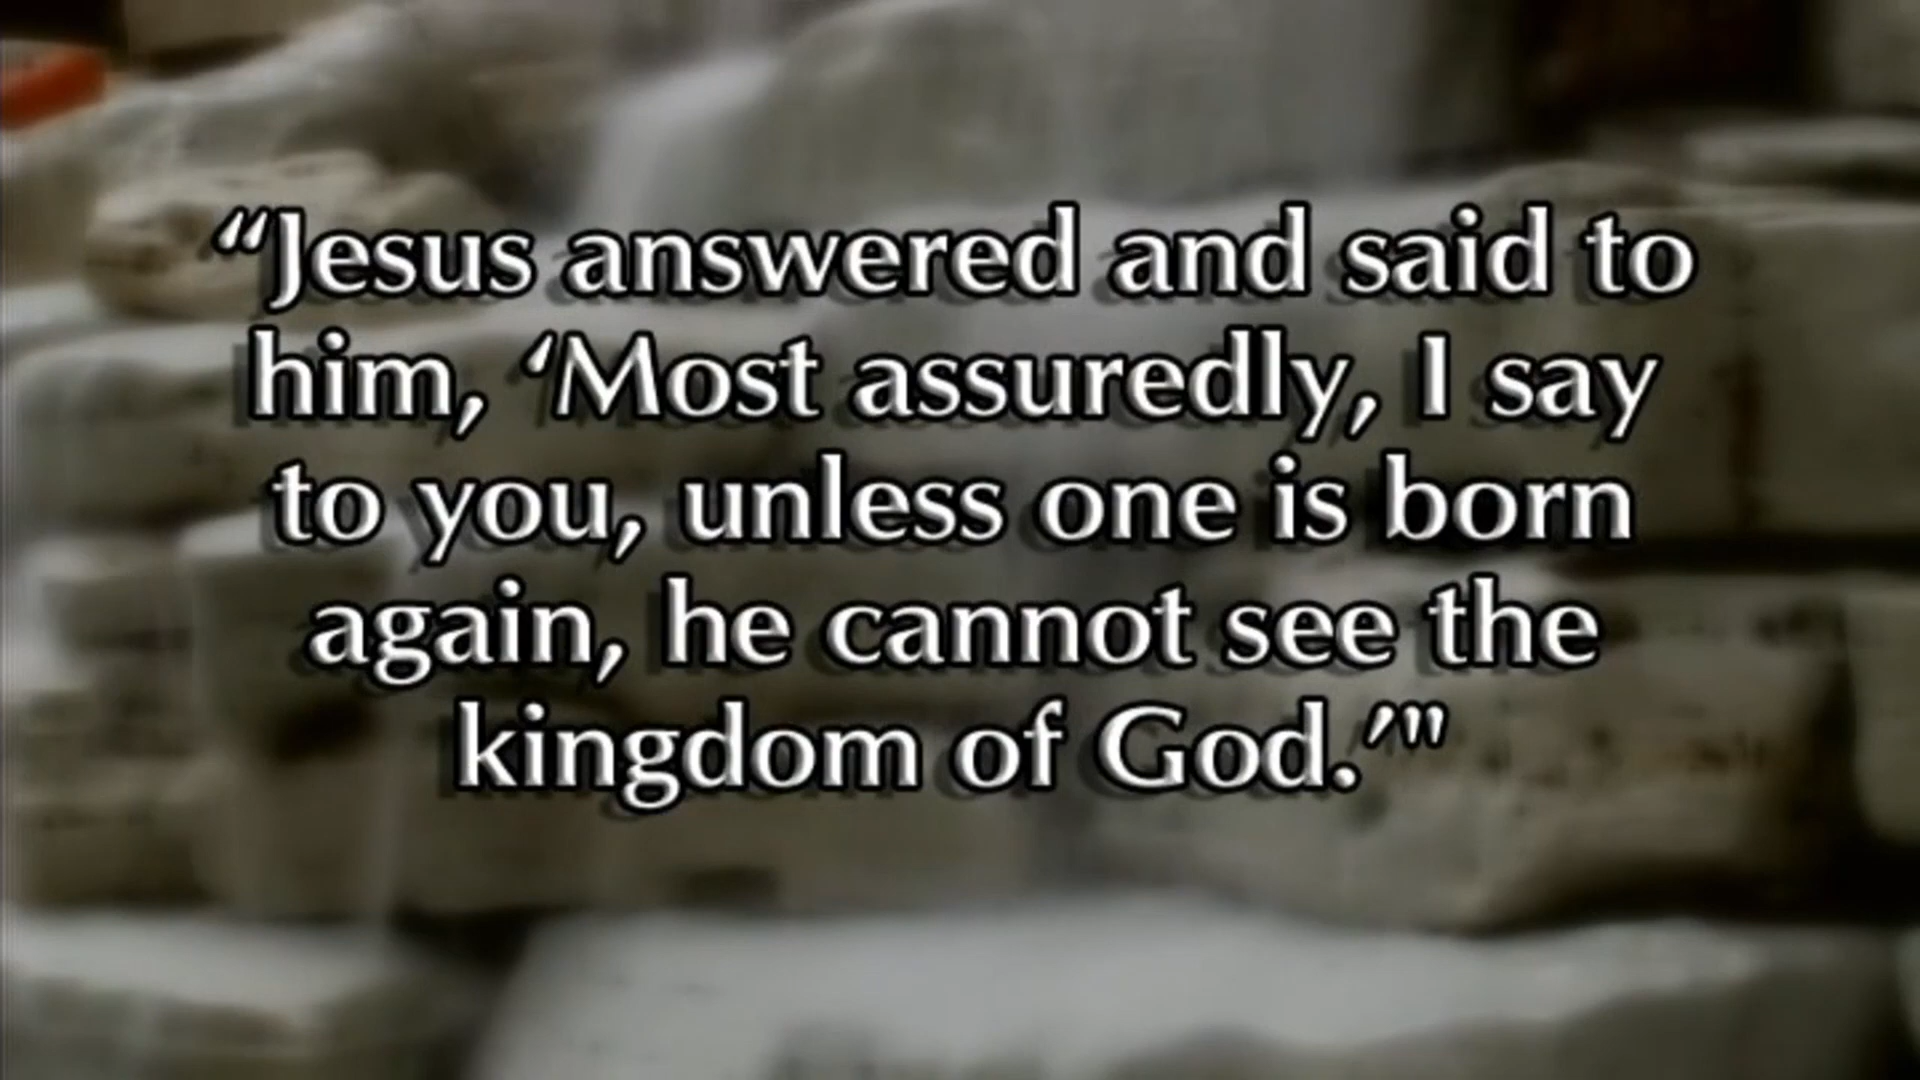 “Jesus answered and said to
him, ‘Most assuredly, I say
to you, unless one is born
again, he cannot see the
kingdom of God.’"